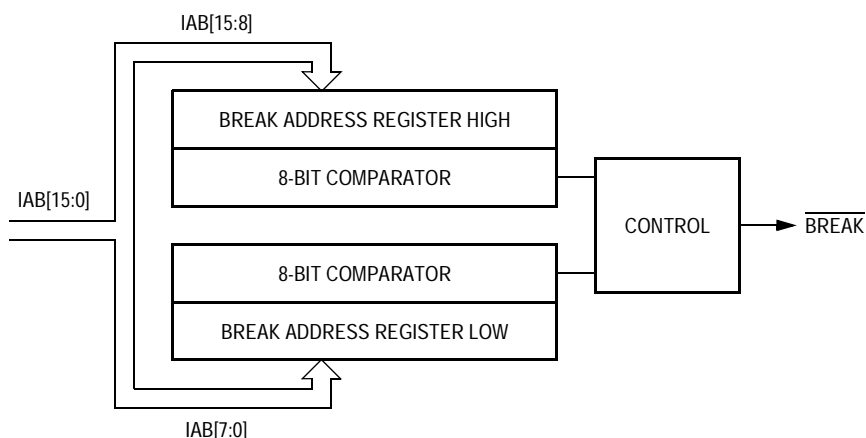 IAB[15:8]
BREAK ADDRESS REGISTER HIGH
8-BIT COMPARATOR
IAB[15:0]
CONTROL
BREAK
8-BIT COMPARATOR
BREAK ADDRESS REGISTER LOW
IAB[7:0]